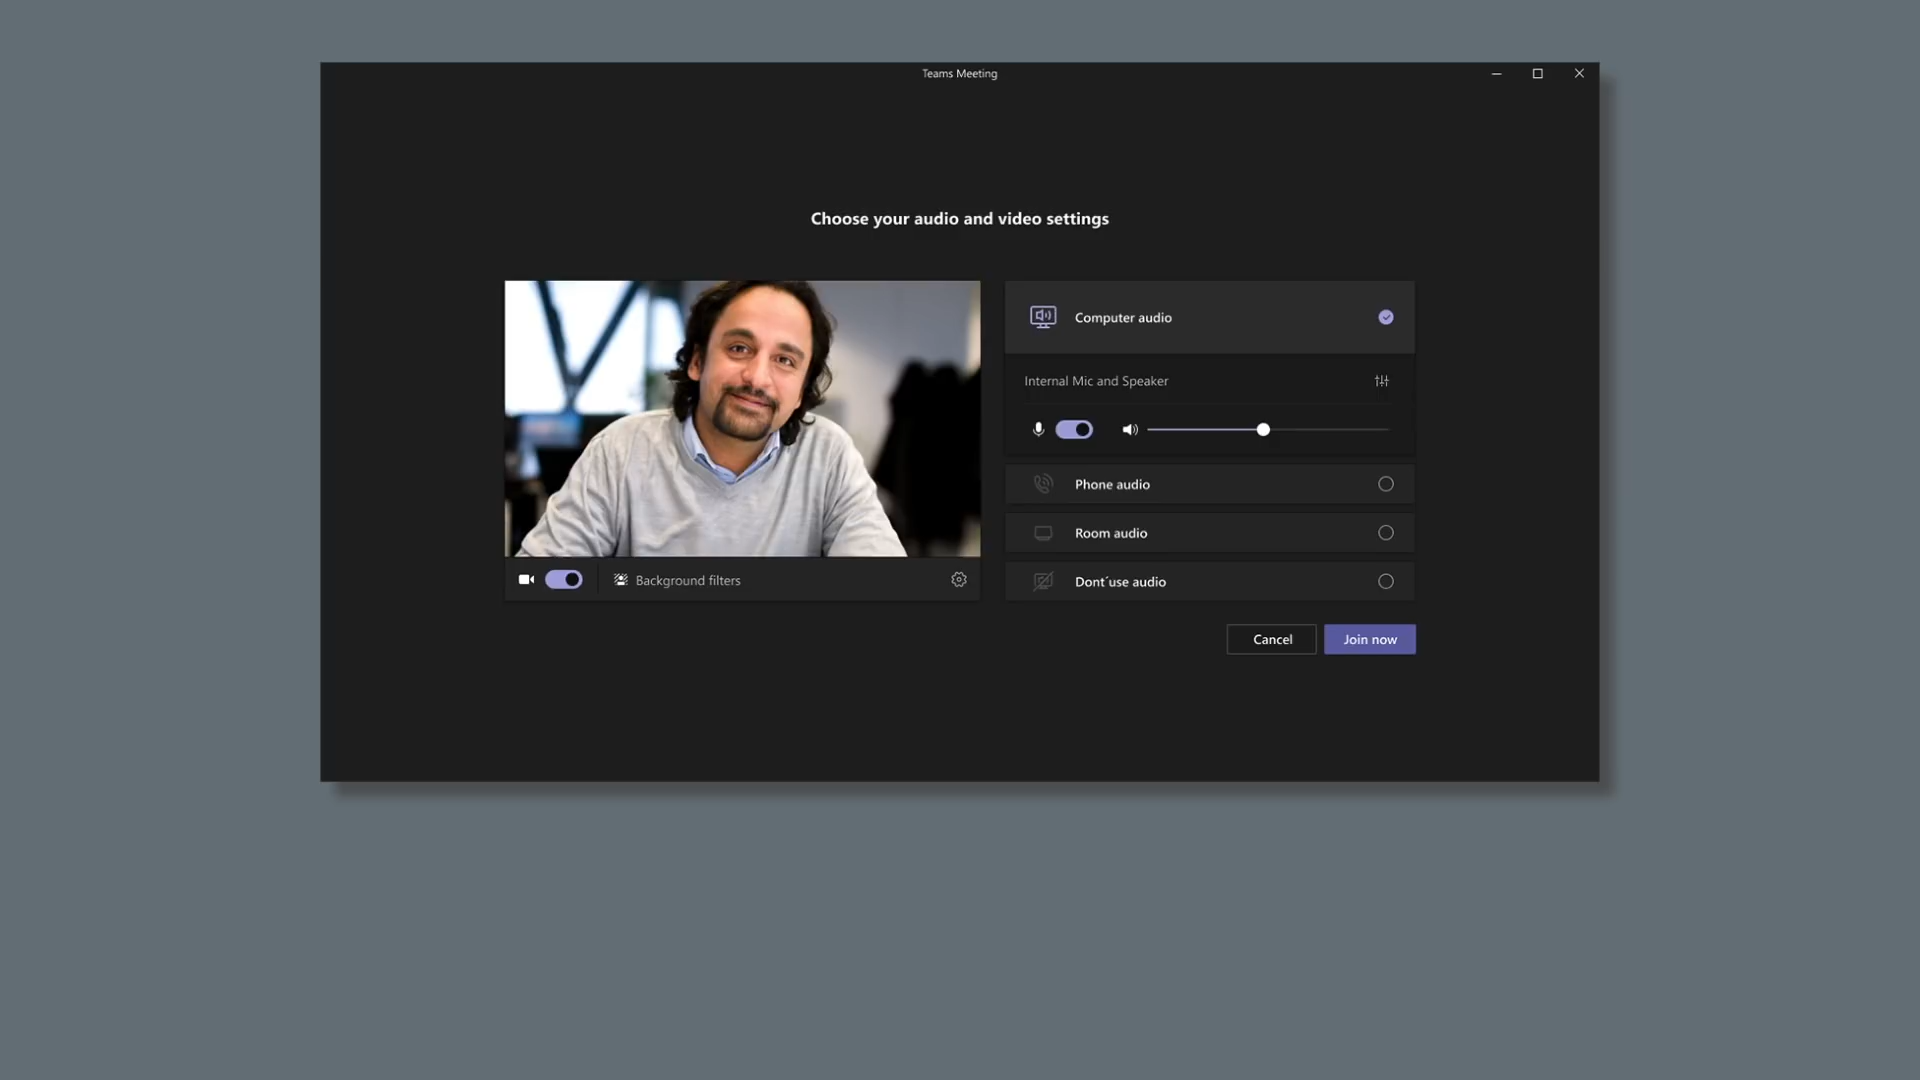 Teams Meeting
Choose your audio and video settings
Computer audio
Internal Mic and Speaker
Phone audio
Room audio
Dont´use audio
Background filters
Cancel
Join now